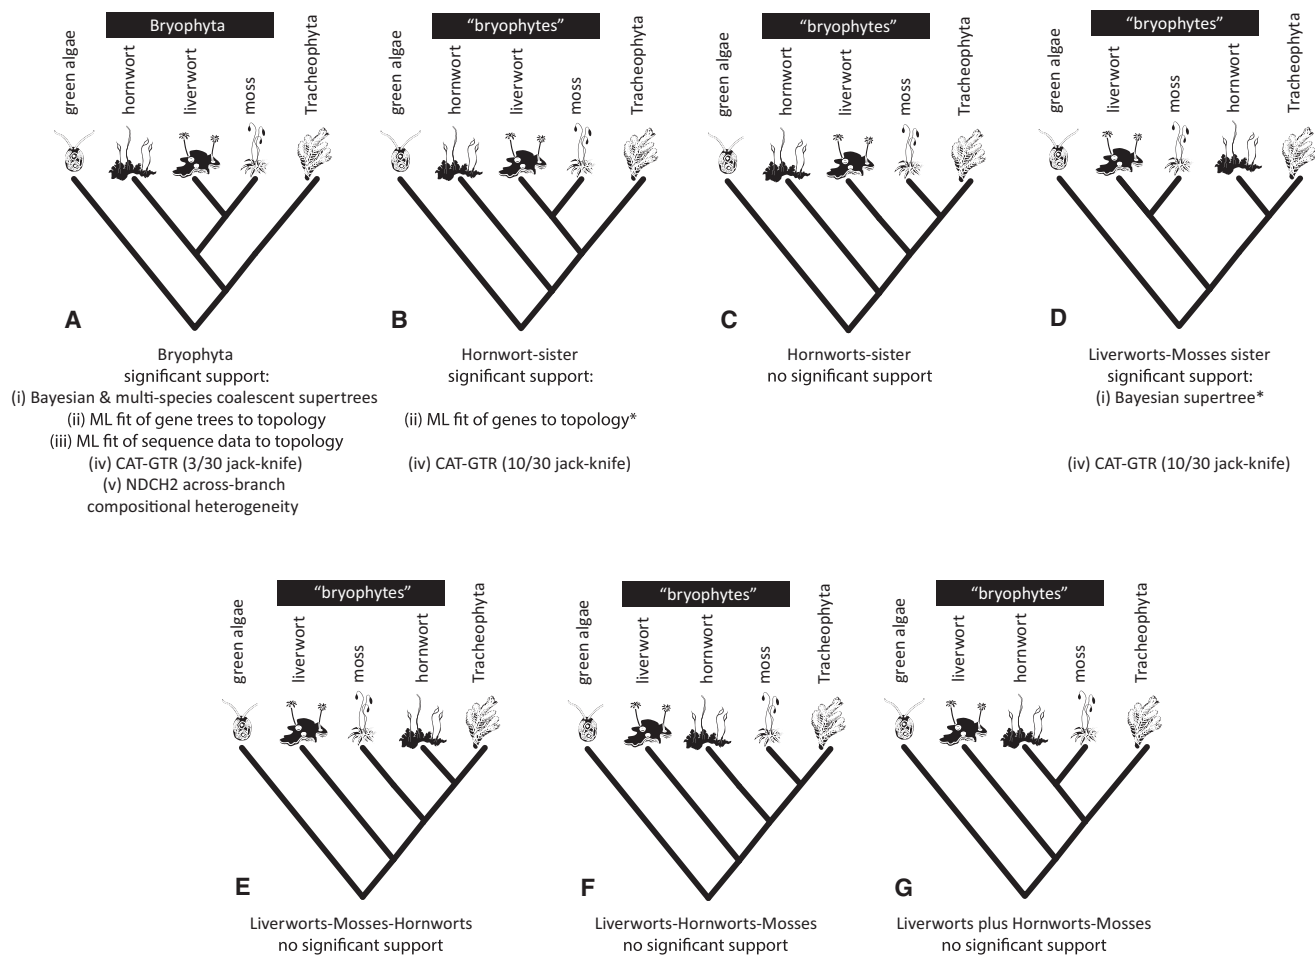 Bryophyta
green algae
hornwort
liverwort
moss
Tracheophyta
A
Bryophyta
significant support:
(i) Bayesian & multi-species coalescent supertrees
(ii) ML fit of gene trees to topology
(iii) ML fit of sequence data to topology
(iv) CAT-GTR (3/30 jack-knife)
(v) NDCH2 across-branch
compositional heterogeneity
“bryophytes”
green algae
hornwort
liverwort
moss
Tracheophyta
B
Hornwort-sister
significant support:
(ii) ML fit of genes to topology*
(iv) CAT-GTR (10/30 jack-knife)
“bryophytes”
green algae
hornwort
liverwort
moss
Tracheophyta
C
Hornworts-sister
no significant support
“bryophytes”
green algae
liverwort
moss
hornwort
Tracheophyta
D
Liverworts-Mosses sister
significant support:
(i) Bayesian supertree*
(iv) CAT-GTR (10/30 jack-knife)
“bryophytes”
green algae
liverwort
moss
hornwort
Tracheophyta
E
Liverworts-Mosses-Hornworts
no significant support
“bryophytes”
green algae
liverwort
hornwort
moss
Tracheophyta
F
Liverworts-Hornworts-Mosses
no significant support
“bryophytes”
green algae
liverwort
hornwort
moss
Tracheophyta
G
Liverworts plus Hornworts-Mosses
no significant support